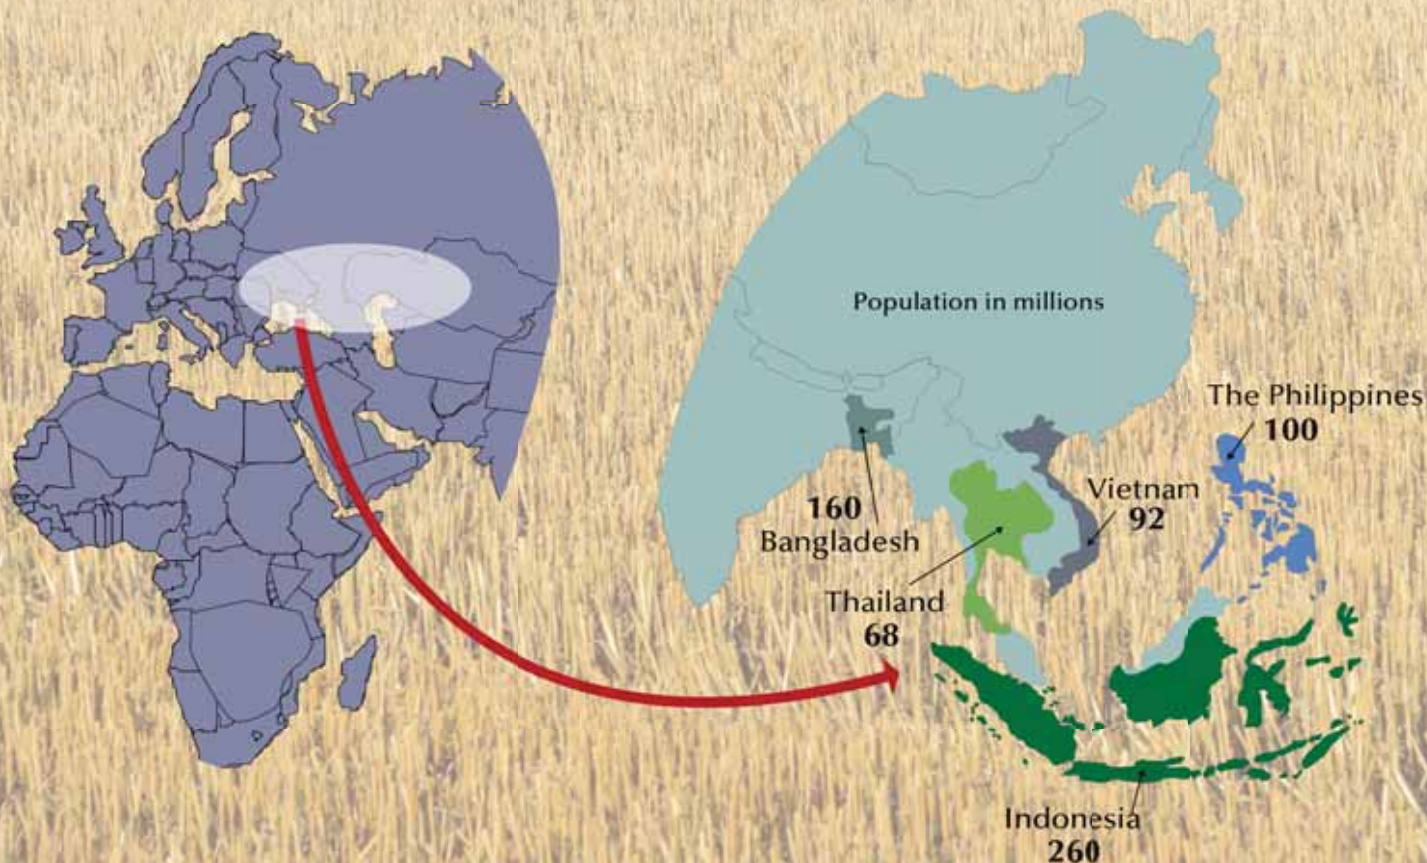 Population in millions
The Philippines
100
Vietnam
92
160
Bangladesh
Thailand
68
Indonesia
260